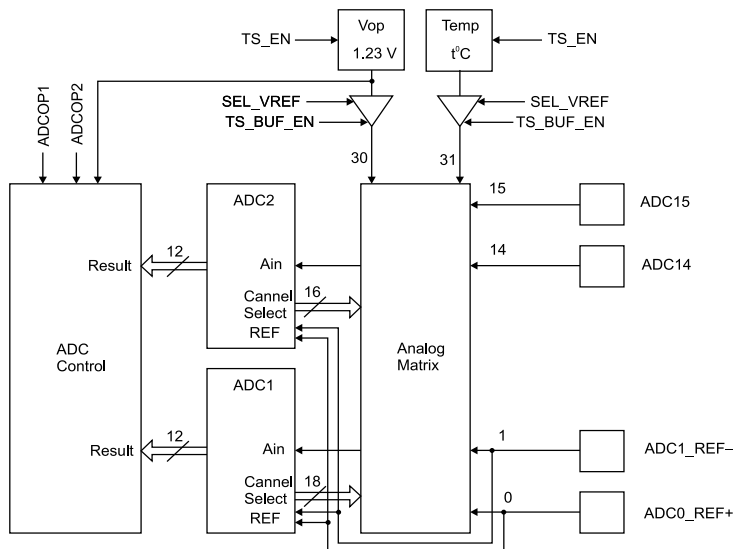 Vop
1.23 V
Temp
t⁰C
TS_EN
TS_EN
ADCOP1
ADCOP2
SEL_VREF
TS_BUF_EN
SEL_VREF
TS_BUF_EN
30
31
ADC2
15
ADC15
12
Result
Ain
14
ADC14
Cannel
Select
16
REF
ADC
Control
Analog
Matrix
ADC1
12
Result
Ain
1
ADC1_REF–
Channel
Select
18
REF
0
ADC0_REF+